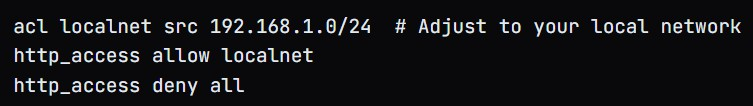 acl localnet src 192.168.1.0/24  # Adjust to your local network
http_access allow localnet
http_access deny all